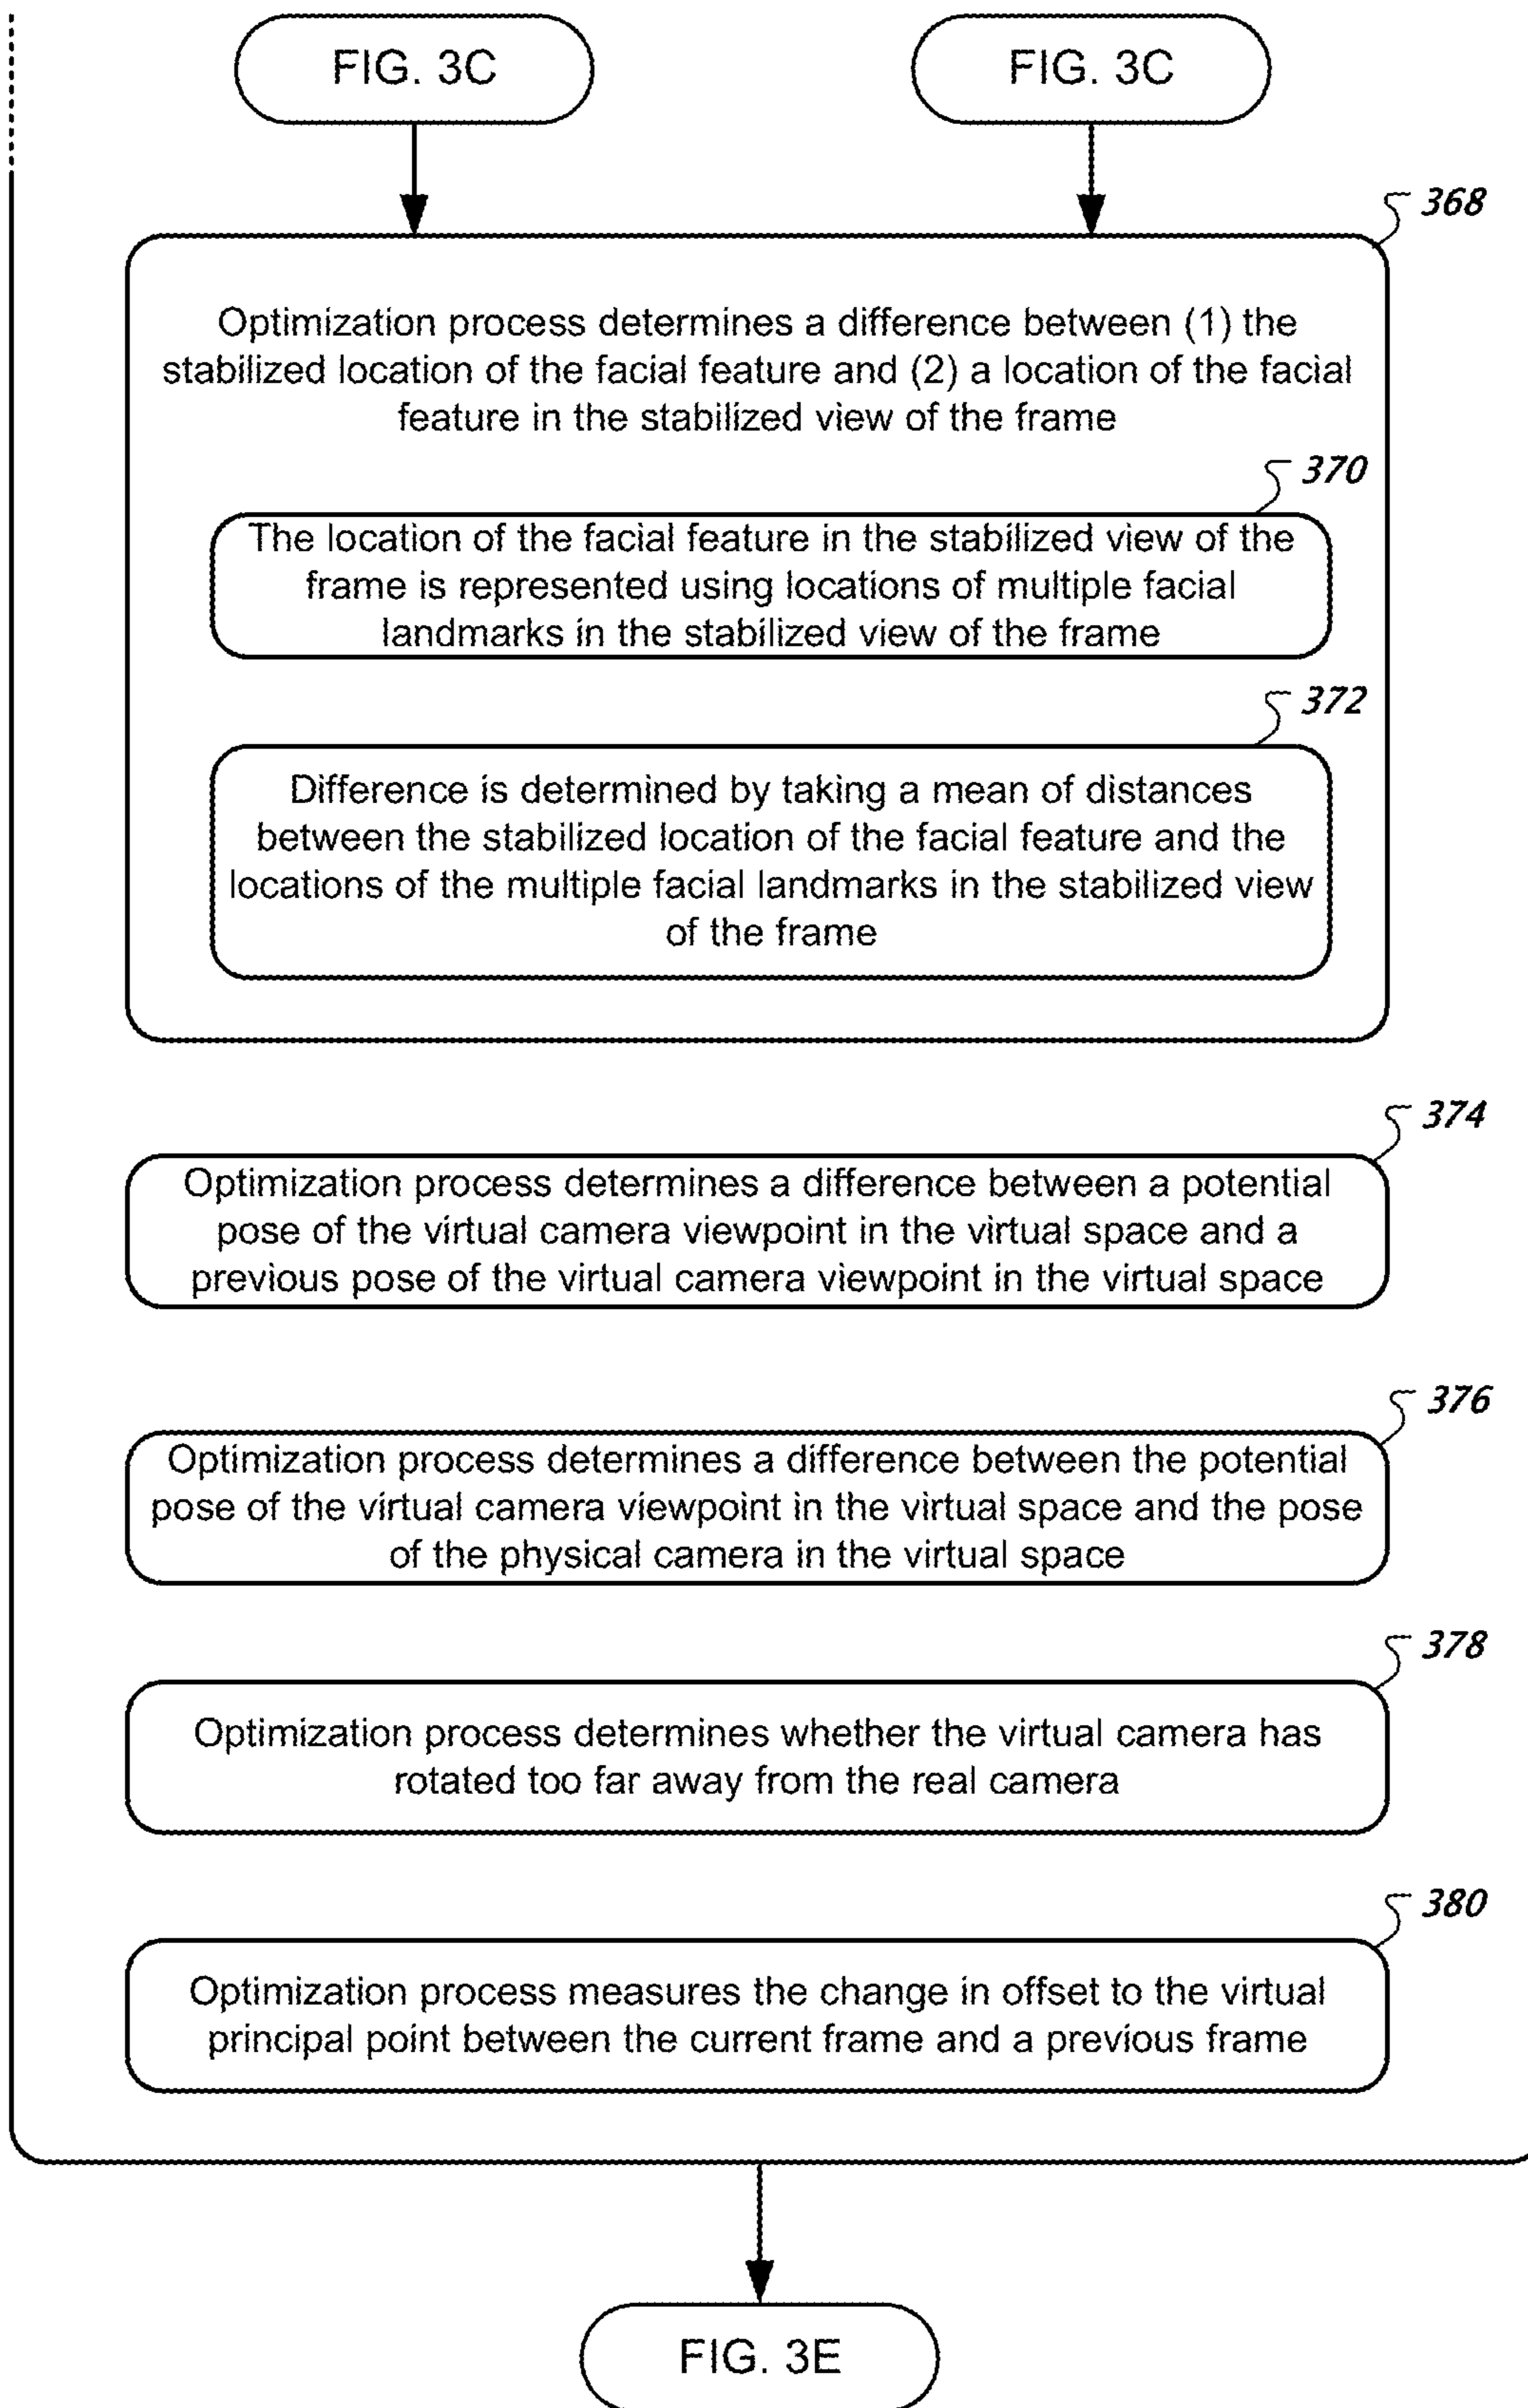 FIG. 3C
FIG. 3C
368
Optimization process determines a difference between (1) the
stabilized location of the facial feature and (2) a location of the facial
feature in the stabilized view of the frame
370
The location of the facial feature in the stabilized view of the
frame is represented using locations of multiple facial
landmarks in the stabilized view of the frame
372
Difference is determined by taking a mean of distances
between the stabilized location of the facial feature and the
locations of the multiple facial landmarks in the stabilized view
of the frame
374
Optimization process determines a difference between a potential
pose of the virtual camera viewpoint in the virtual space and a
previous pose of the virtual camera viewpoint in the virtual space
376
Optimization process determines a difference between the potential
pose of the virtual camera viewpoint in the virtual space and the pose
of the physical camera in the virtual space
378
Optimization process determines whether the virtual camera has
rotated too far away from the real camera
380
Optimization process measures the change in offset to the virtual
principal point between the current frame and a previous frame
FIG. 3E